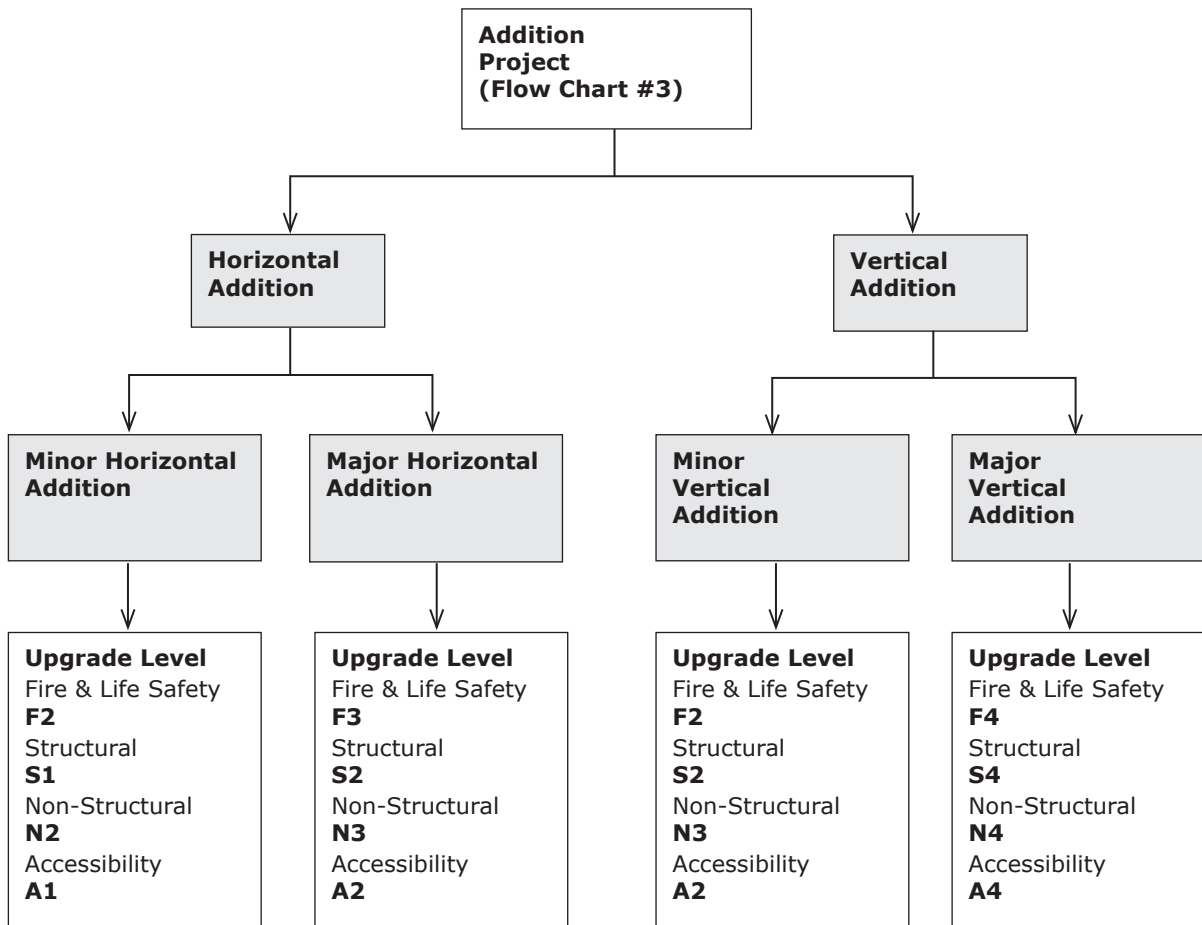 Addition
Project
(Flow Chart #3)
Horizontal
Addition
Vertical
Addition
Minor Horizontal
Addition
Major Horizontal
Addition
Minor
Vertical
Addition
Major
Vertical
Addition
Upgrade Level
Fire & Life Safety
F2
Structural
S1
Non-Structural
N2
Accessibility
A1
Upgrade Level
Fire & Life Safety
F3
Structural
S2
Non-Structural
N3
Accessibility
A2
Upgrade Level
Fire & Life Safety
F2
Structural
S2
Non-Structural
N3
Accessibility
A2
Upgrade Level
Fire & Life Safety
F4
Structural
S4
Non-Structural
N4
Accessibility
A4